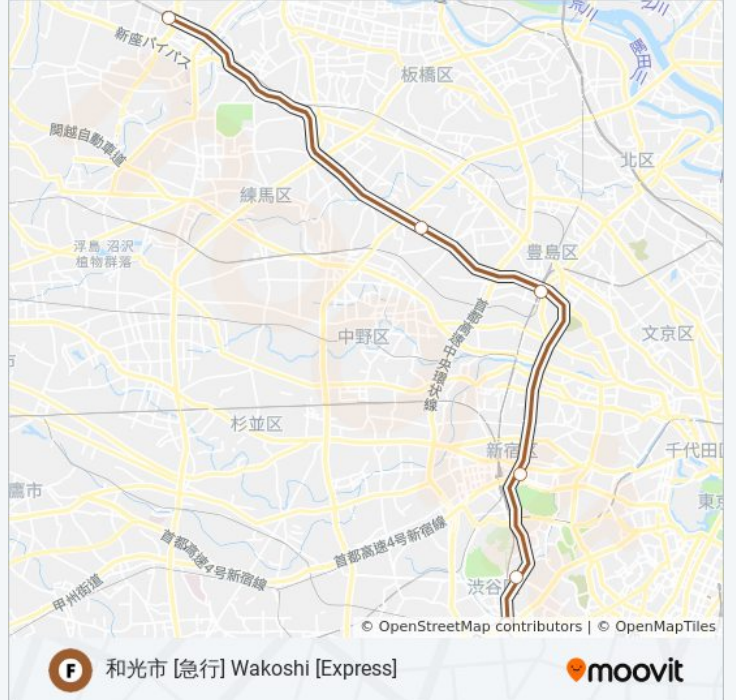 新座バイパス
板橋区
隅田川
関越自動車道
北区
練馬区
浮島 沼沢
植物群落
豊島区
首都高速中央環状線
中野区
文京区
杉並区
新宿区
千代田区
鷹市
首都高速4号新宿線
首都高速4号新宿線
甲州街道
渋谷
© OpenStreetMap contributors | © OpenMapTiles
F 和光市 [急行] Wakoshi [Express]
moovit